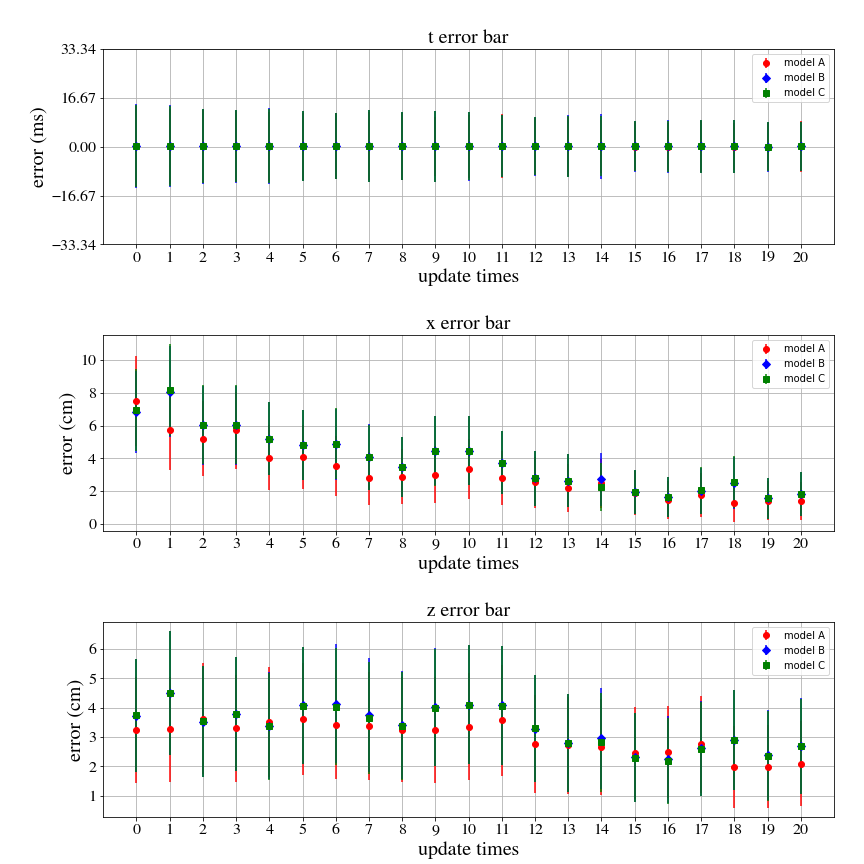 t error bar
33.34
16.67
0.00
−16.67
−33.34
error (ms)
model A
model B
model C
0 1 2 3 4 5 6 7 8 9 10 11 12 13 14 15 16 17 18 19 20
update times
x error bar
10
8
6
4
2
0
error (cm)
model A
model B
model C
0 1 2 3 4 5 6 7 8 9 10 11 12 13 14 15 16 17 18 19 20
update times
z error bar
6
5
4
3
2
1
error (cm)
model A
model B
model C
0 1 2 3 4 5 6 7 8 9 10 11 12 13 14 15 16 17 18 19 20
update times